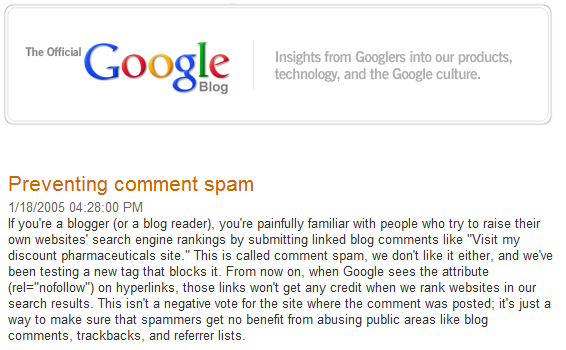 The Official
Google
Blog
Insights from Googlers into our products,
technology, and the Google culture.
Preventing comment spam
1/18/2005 04:28:00 PM
If you're a blogger (or a blog reader), you're painfully familiar with people who try to raise their
own websites' search engine rankings by submitting linked blog comments like "Visit my
discount pharmaceuticals site." This is called comment spam, we don't like it either, and we've
been testing a new tag that blocks it. From now on, when Google sees the attribute
(rel="nofollow") on hyperlinks, those links won't get any credit when we rank websites in our
search results. This isn't a negative vote for the site where the comment was posted; it's just a
way to make sure that spammers get no benefit from abusing public areas like blog
comments, trackbacks, and referrer lists.